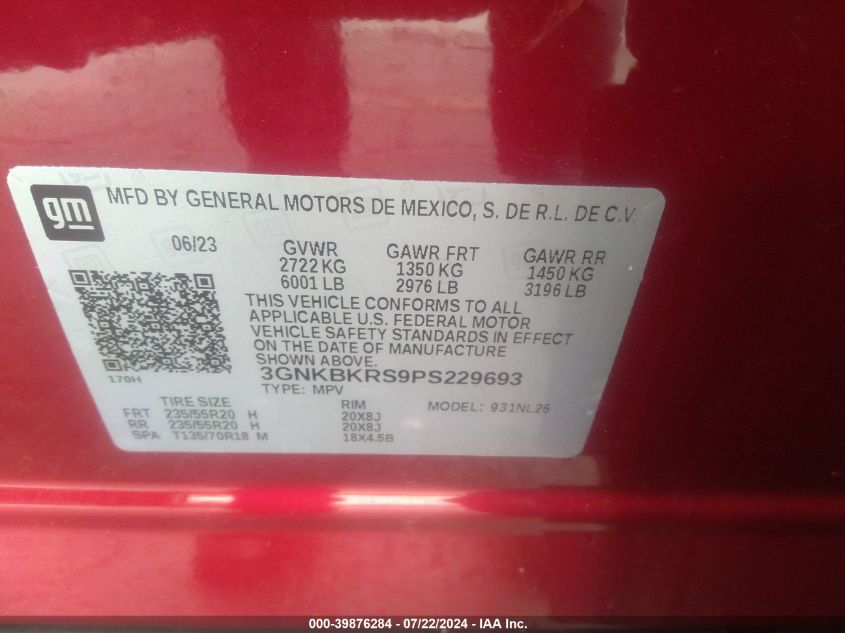 gm
MFD BY GENERAL MOTORS DE MEXICO, S. DE R.L. DE C.V.
06/23 GVWR GAWR FRT GAWR RR
2722 KG 1350 KG 1450 KG
6001 LB 2976 LB 3196 LB
THIS VEHICLE CONFORMS TO ALL
APPLICABLE U.S. FEDERAL MOTOR
VEHICLE SAFETY STANDARDS IN EFFECT
ON THE DATE OF MANUFACTURE
SHOWN ABOVE.
170H 3GNKBKRS9PS229693
TYPE: MPV
TIRE SIZE RIM MODEL: 931NL26
FRT 235/55R20 H 20X8J
RR 235/55R20 H 20X8J
SPA T135/70R18 M 18X4.5B
000-39876284 - 07/22/2024 - IAA Inc.